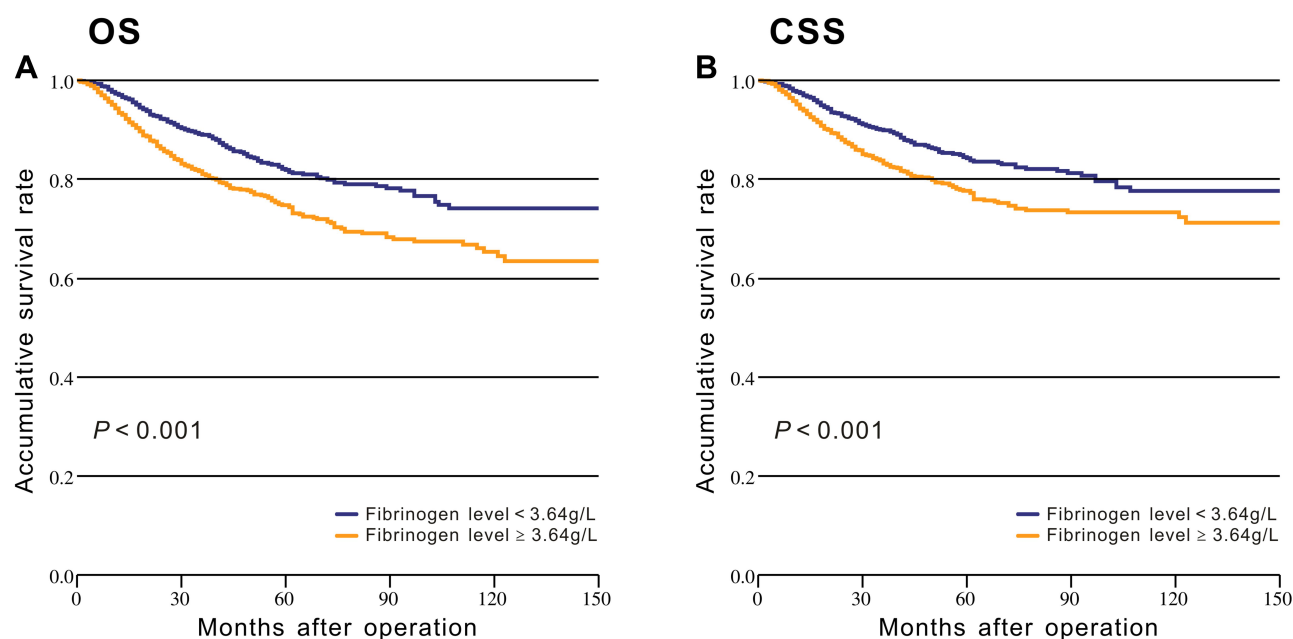 OS
A
Accumulative survival rate
1.0
0.8
0.6
0.4
0.2
0.0
P < 0.001
Fibrinogen level < 3.64g/L
Fibrinogen level ≥ 3.64g/L
0 30 60 90 120 150
Months after operation
CSS
B
Accumulative survival rate
1.0
0.8
0.6
0.4
0.2
0.0
P < 0.001
Fibrinogen level < 3.64g/L
Fibrinogen level ≥ 3.64g/L
0 30 60 90 120 150
Months after operation